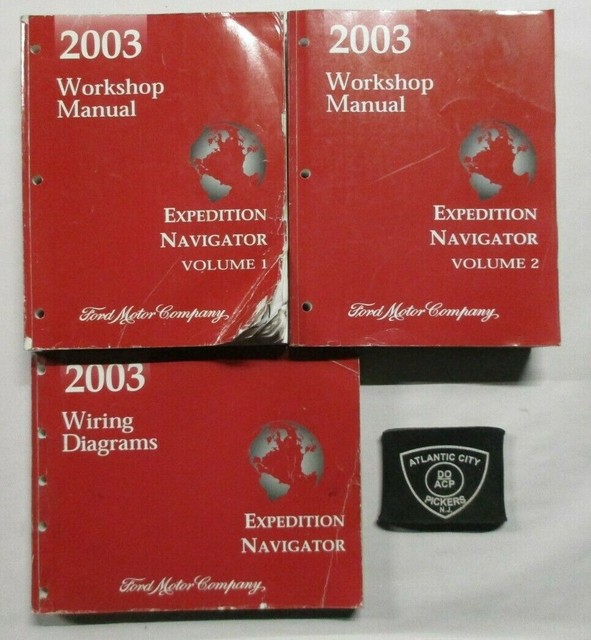 2003
Workshop
Manual
EXPEDITION
NAVIGATOR
VOLUME 1
Ford Motor Company
2003
Workshop
Manual
EXPEDITION
NAVIGATOR
VOLUME 2
Ford Motor Company
2003
Wiring
Diagrams
EXPEDITION
NAVIGATOR
Ford Motor Company
ATLANTIC CITY
DO
ACP
PICKERS
N.J.